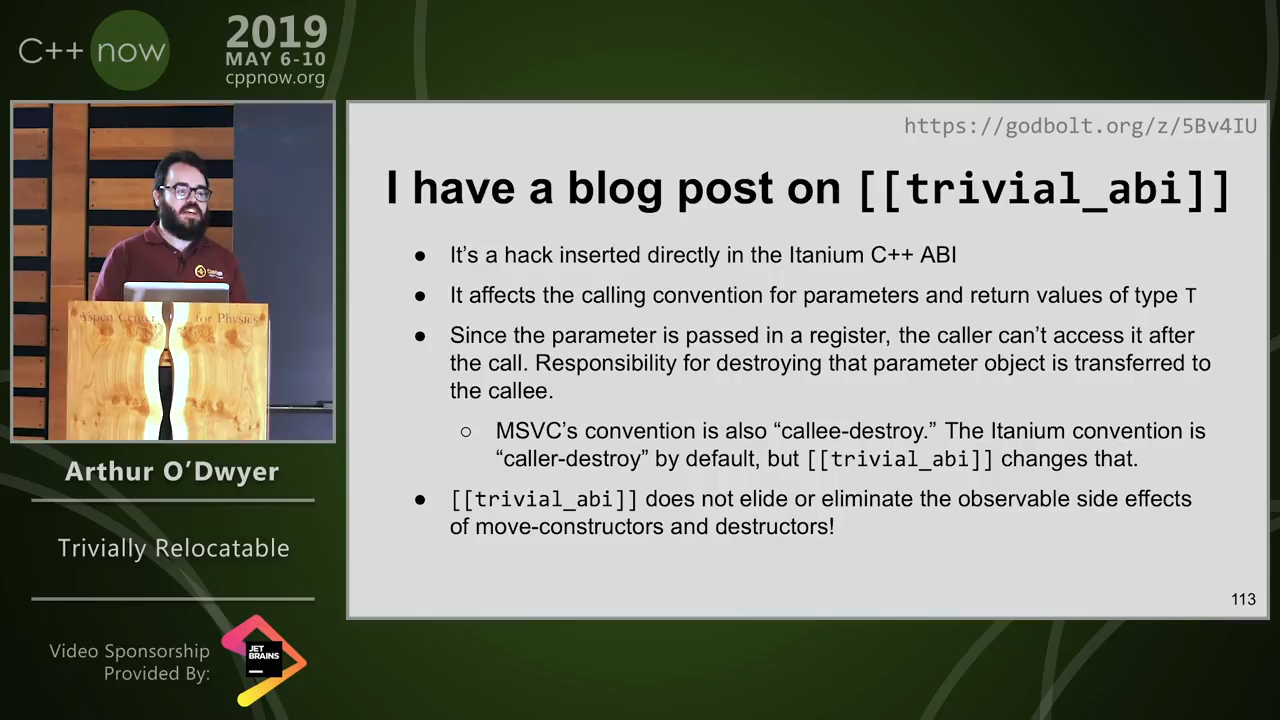 C++ now
2019
MAY 6-10
cppnow.org
https://godbolt.org/z/5Bv4IU
I have a blog post on [[trivial_abi]]
● It’s a hack inserted directly in the Itanium C++ ABI
● It affects the calling convention for parameters and return values of type T
● Since the parameter is passed in a register, the caller can’t access it after
the call. Responsibility for destroying that parameter object is transferred to
the callee.
○ MSVC’s convention is also “callee-destroy.” The Itanium convention is
“caller-destroy” by default, but [[trivial_abi]] changes that.
● [[trivial_abi]] does not elide or eliminate the observable side effects
of move-constructors and destructors!
113
Aspen Center for Physics
Arthur O’Dwyer
Trivially Relocatable
Video Sponsorship
Provided By:
JET
BRAINS